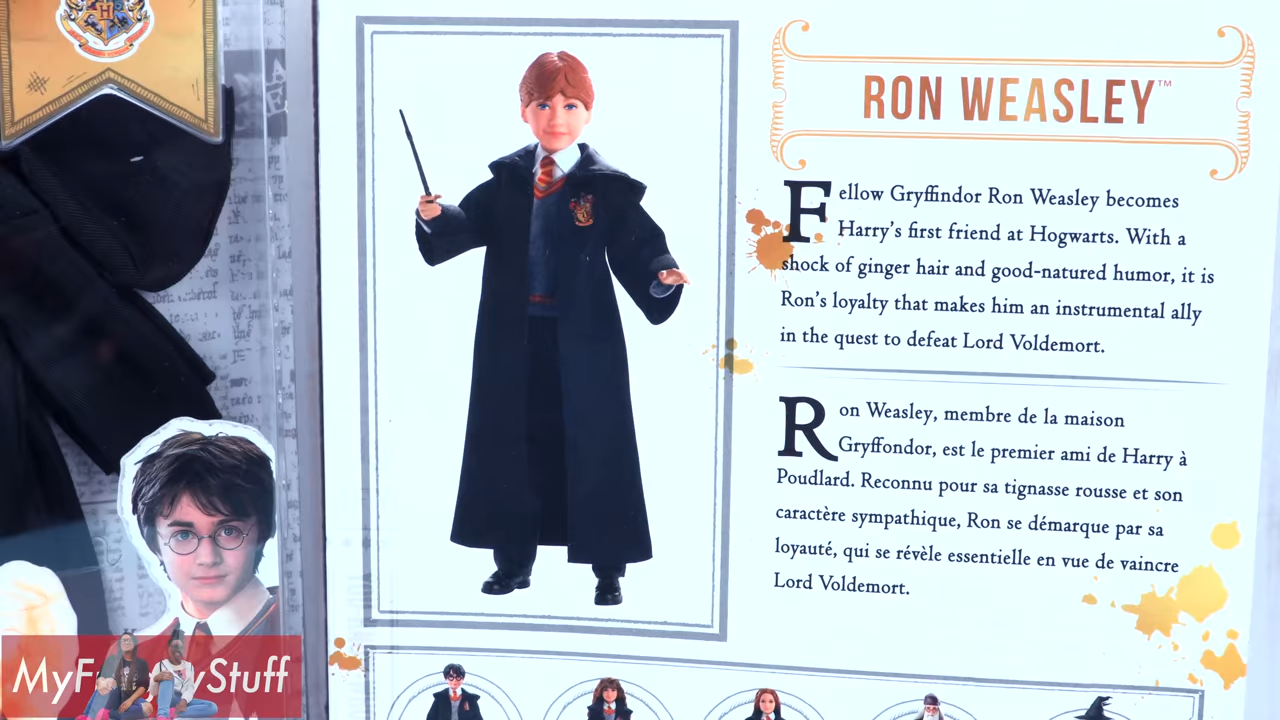 RON WEASLEY™
Fellow Gryffindor Ron Weasley becomes
Harry's first friend at Hogwarts. With a
shock of ginger hair and good-natured humor, it is
Ron's loyalty that makes him an instrumental ally
in the quest to defeat Lord Voldemort.
Ron Weasley, membre de la maison
Gryffondor, est le premier ami de Harry à
Poudlard. Reconnu pour sa tignasse rousse et son
caractère sympathique, Ron se démarque par sa
loyauté, qui se révèle essentielle en vue de vaincre
Lord Voldemort.